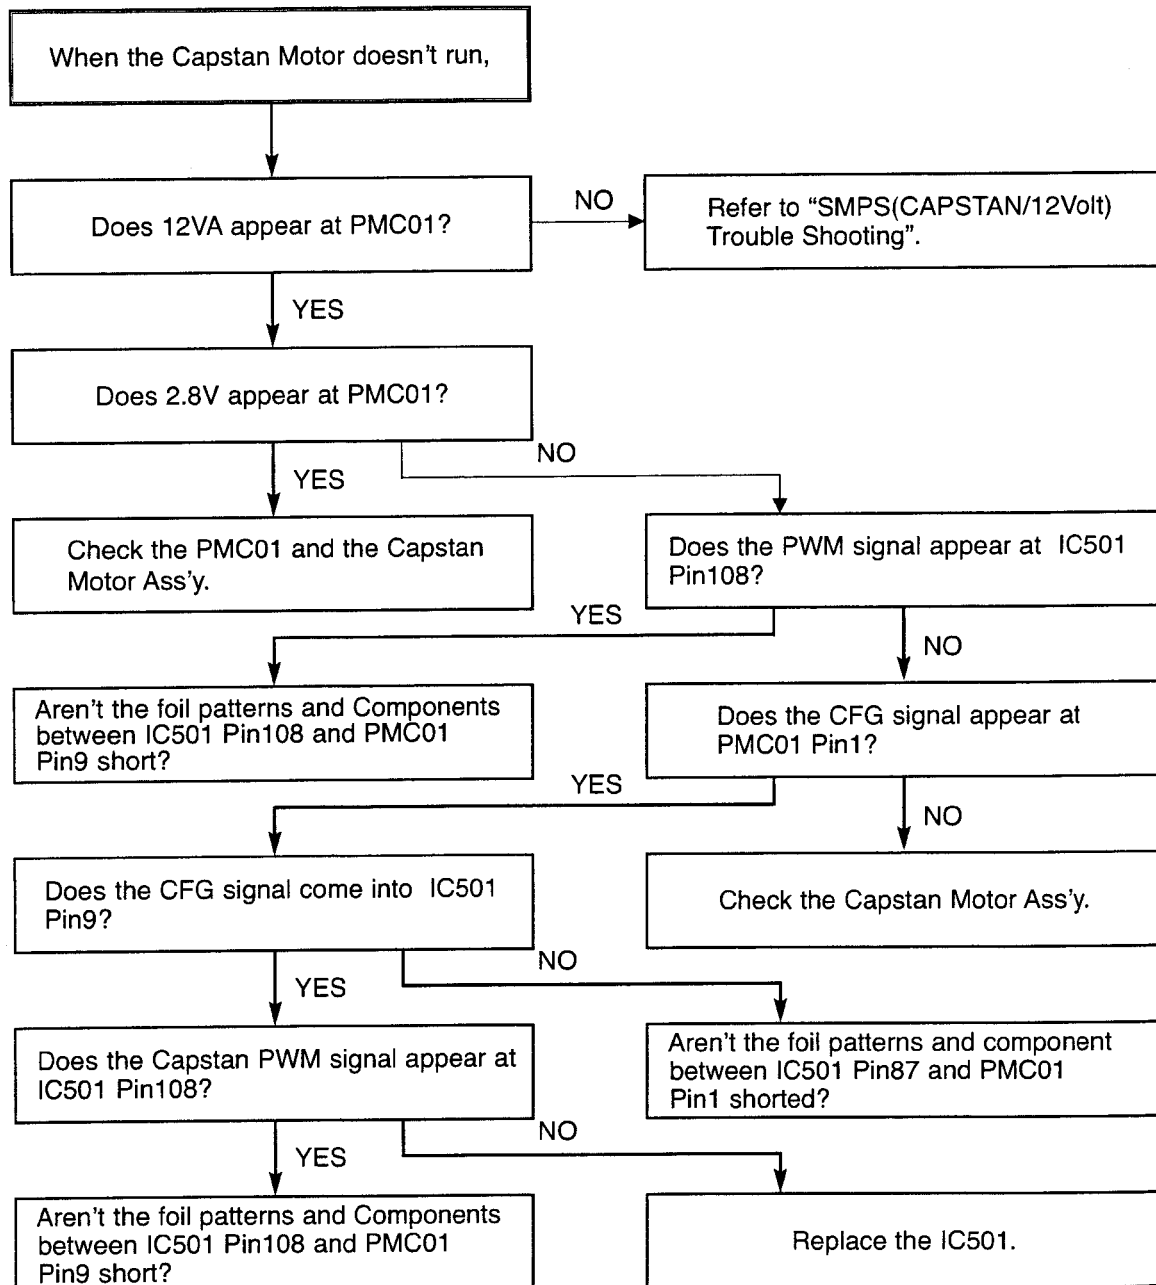 When the Capstan Motor doesn't run,
Does 12VA appear at PMC01?
NO
Refer to “SMPS(CAPSTAN/12Volt)
Trouble Shooting”.
YES
Does 2.8V appear at PMC01?
NO
YES
Check the PMC01 and the Capstan
Motor Ass'y.
Does the PWM signal appear at IC501
Pin108?
YES
NO
Aren't the foil patterns and Components
between IC501 Pin108 and PMC01
Pin9 short?
Does the CFG signal appear at
PMC01 Pin1?
YES
NO
Does the CFG signal come into IC501
Pin9?
Check the Capstan Motor Ass'y.
NO
YES
Does the Capstan PWM signal appear at
IC501 Pin108?
Aren't the foil patterns and component
between IC501 Pin87 and PMC01
Pin1 shorted?
NO
YES
Aren't the foil patterns and Components
between IC501 Pin108 and PMC01
Pin9 short?
Replace the IC501.